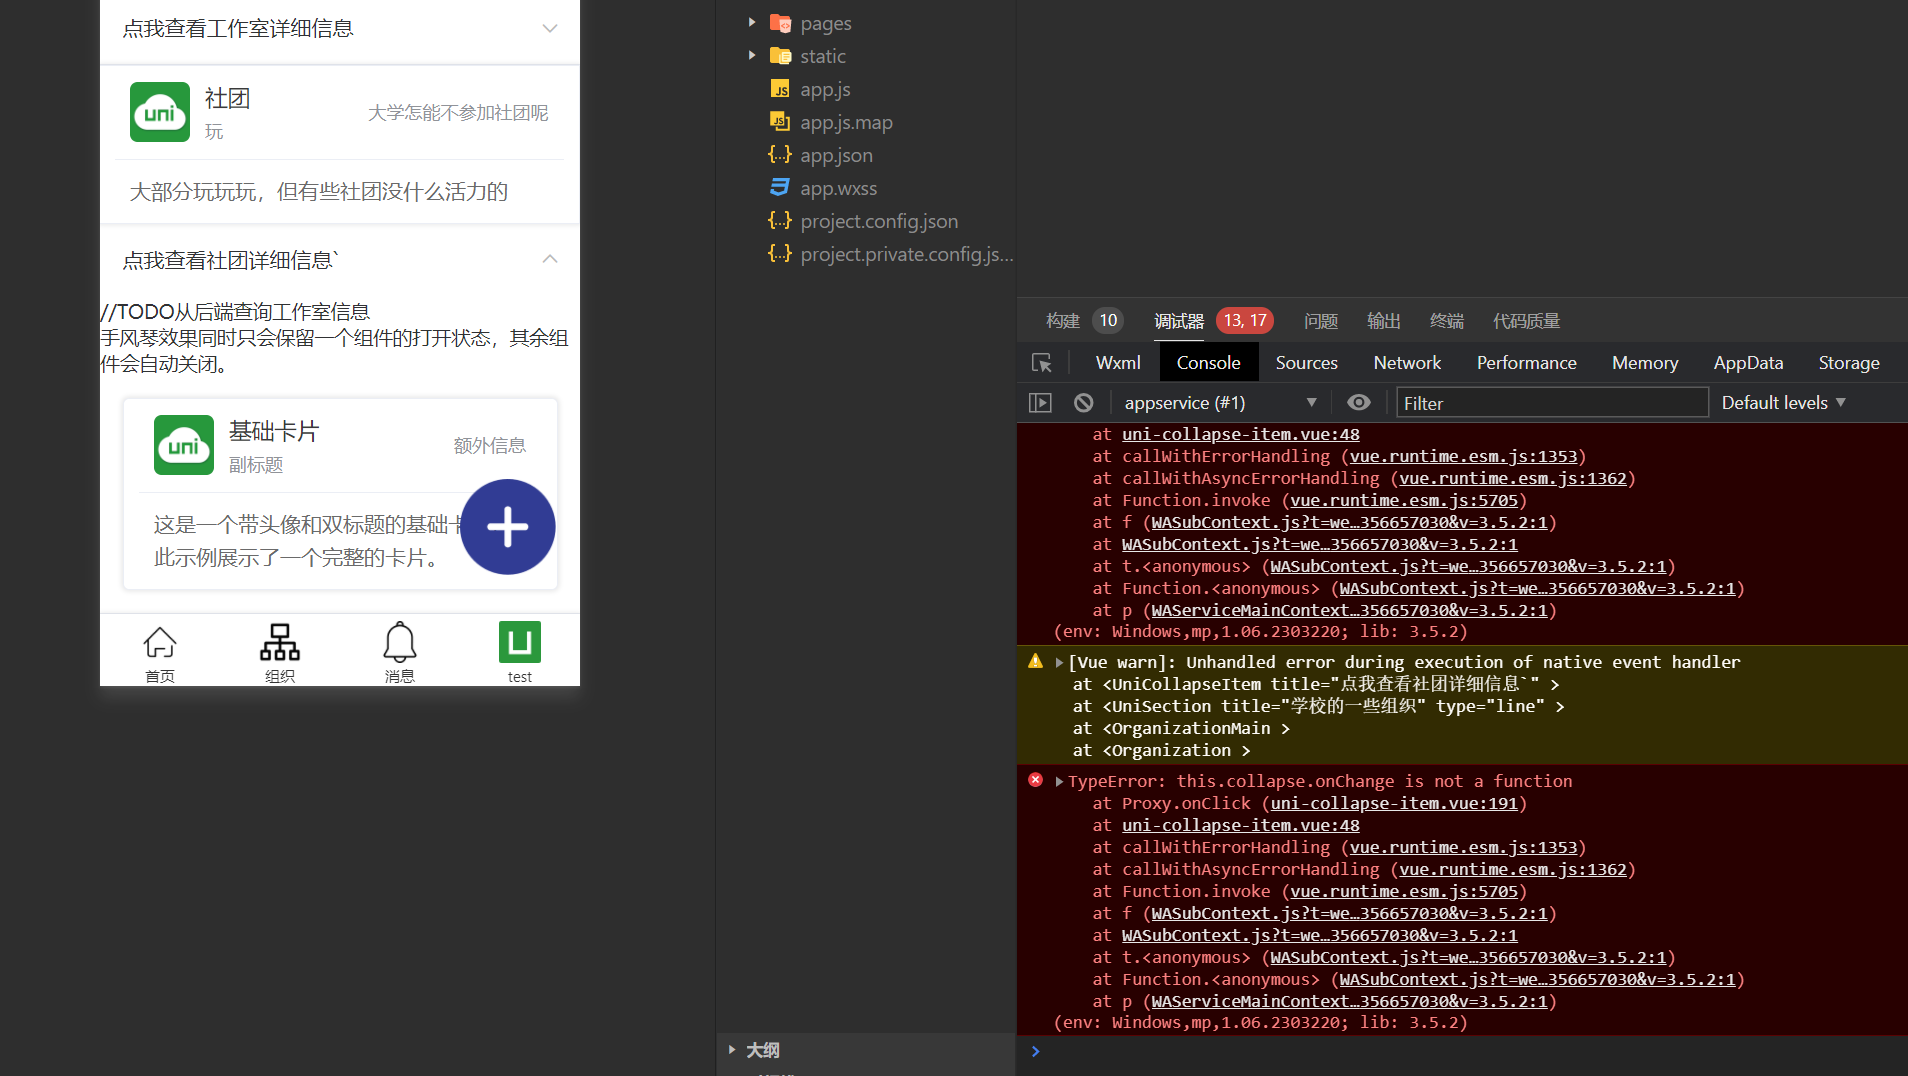 点我查看工作室详细信息
uni
社团
玩
大学怎能不参加社团呢
大部分玩玩玩，但有些社团没什么活力的
点我查看社团详细信息`
//TODO从后端查询工作室信息
手风琴效果同时只会保留一个组件的打开状态，其余组
件会自动关闭。
uni
基础卡片
副标题
额外信息
这是一个带头像和双标题的基础卡
此示例展示了一个完整的卡片。
首页
组织
消息
test
pages
static
app.js
app.js.map
app.json
app.wxss
project.config.json
project.private.config.js...
大纲
构建 10 调试器 13, 17 问题 输出 终端 代码质量
Wxml Console Sources Network Performance Memory AppData Storage
appservice (#1) Filter Default levels
at uni-collapse-item.vue:48
at callWithErrorHandling (vue.runtime.esm.js:1353)
at callWithAsyncErrorHandling (vue.runtime.esm.js:1362)
at Function.invoke (vue.runtime.esm.js:5705)
at f (WASubContext.js?t=we…356657030&v=3.5.2:1)
at WASubContext.js?t=we…356657030&v=3.5.2:1
at t.<anonymous> (WASubContext.js?t=we…356657030&v=3.5.2:1)
at Function.<anonymous> (WASubContext.js?t=we…356657030&v=3.5.2:1)
at p (WAServiceMainContext…356657030&v=3.5.2:1)
(env: Windows,mp,1.06.2303220; lib: 3.5.2)
[Vue warn]: Unhandled error during execution of native event handler
at <UniCollapseItem title="点我查看社团详细信息`" >
at <UniSection title="学校的一些组织" type="line" >
at <OrganizationMain >
at <Organization >
TypeError: this.collapse.onChange is not a function
at Proxy.onClick (uni-collapse-item.vue:191)
at uni-collapse-item.vue:48
at callWithErrorHandling (vue.runtime.esm.js:1353)
at callWithAsyncErrorHandling (vue.runtime.esm.js:1362)
at Function.invoke (vue.runtime.esm.js:5705)
at f (WASubContext.js?t=we…356657030&v=3.5.2:1)
at WASubContext.js?t=we…356657030&v=3.5.2:1
at t.<anonymous> (WASubContext.js?t=we…356657030&v=3.5.2:1)
at Function.<anonymous> (WASubContext.js?t=we…356657030&v=3.5.2:1)
at p (WAServiceMainContext…356657030&v=3.5.2:1)
(env: Windows,mp,1.06.2303220; lib: 3.5.2)